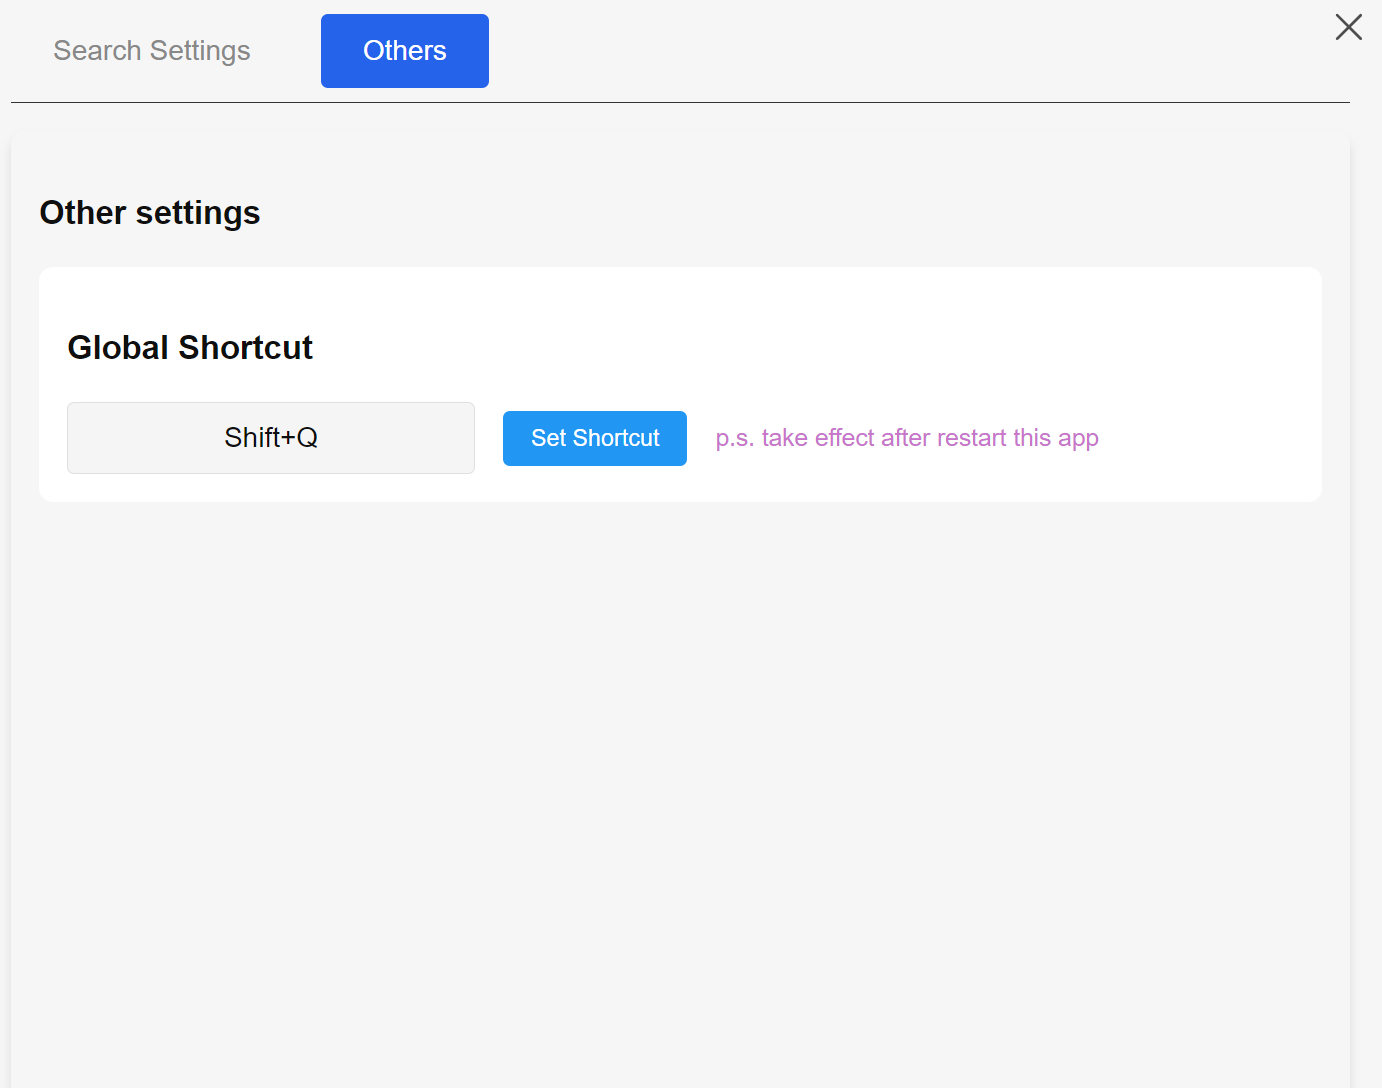 Search Settings
Others
Other settings
Global Shortcut
Shift+Q
Set Shortcut
p.s. take effect after restart this app